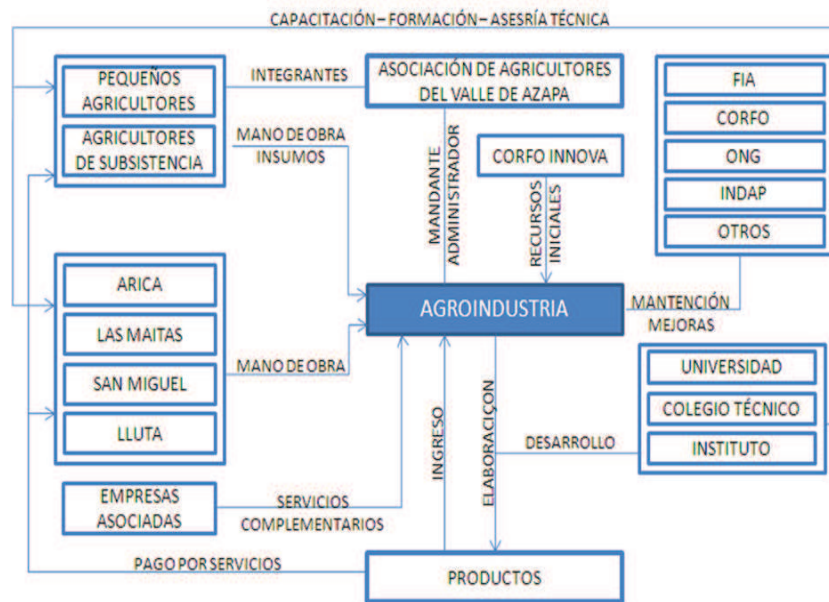 CAPACITACIÓN – FORMACIÓN – ASESRÍA TÉCNICA
PEQUEÑOS
AGRICULTORES
AGRICULTORES
DE SUBSISTENCIA
INTEGRANTES
ASOCIACIÓN DE AGRICULTORES
DEL VALLE DE AZAPA
MANO DE OBRA
INSUMOS
MANDANTE
ADMINISTRADOR
CORFO INNOVA
RECURSOS
INICIALES
FIA
CORFO
ONG
INDAP
OTROS
ARICA
LAS MAITAS
SAN MIGUEL
LLUTA
MANO DE OBRA
AGROINDUSTRIA
MANTENCIÓN
MEJORAS
UNIVERSIDAD
COLEGIO TÉCNICO
INSTITUTO
INGRESO
ELABORACIÇON
DESARROLLO
EMPRESAS
ASOCIADAS
SERVICIOS
COMPLEMENTARIOS
PAGO POR SERVICIOS
PRODUCTOS